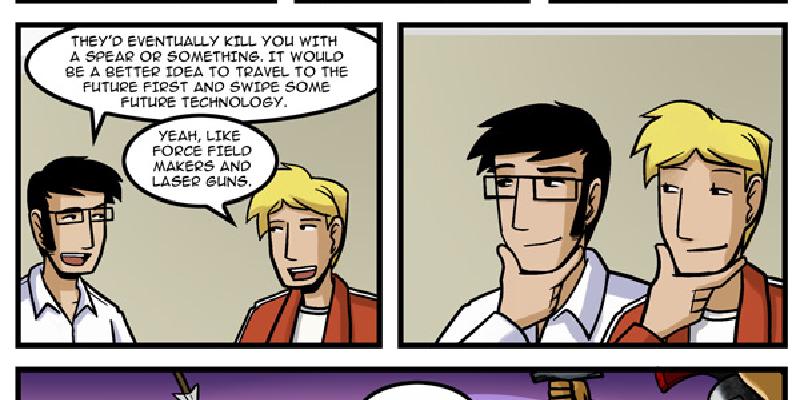 THEY'D EVENTUALLY KILL YOU WITH
A SPEAR OR SOMETHING. IT WOULD
BE A BETTER IDEA TO TRAVEL TO THE
FUTURE FIRST AND SWIPE SOME
FUTURE TECHNOLOGY.
YEAH, LIKE
FORCE FIELD
MAKERS AND
LASER GUNS.